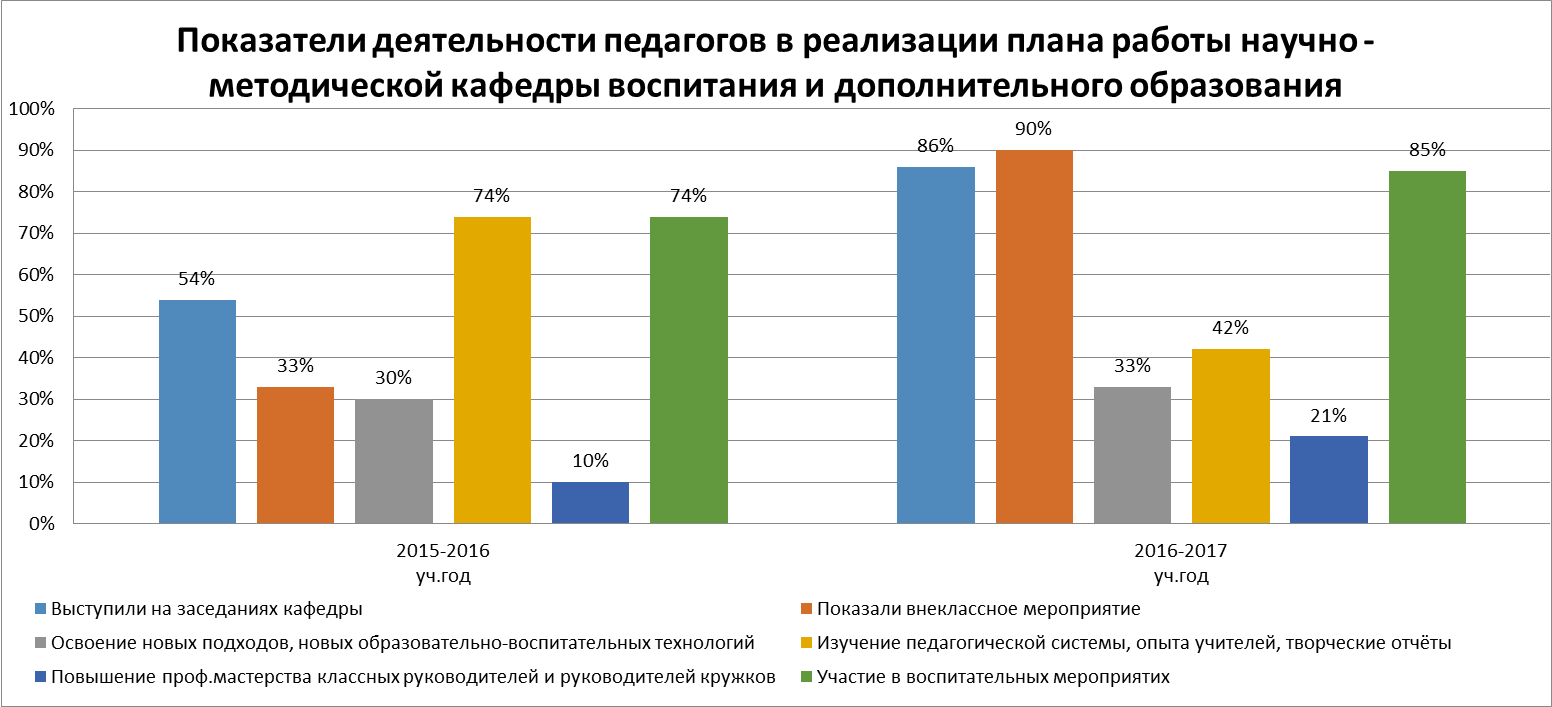 Показатели деятельности педагогов в реализации плана работы научно -
методической кафедры воспитания и дополнительного образования
100%
90%
80%
70%
60%
50%
40%
30%
20%
10%
0%
54%
33%
30%
74%
10%
74%
86%
90%
33%
42%
21%
85%
2015-2016
уч.год
2016-2017
уч.год
Выступили на заседаниях кафедры
Показали внеклассное мероприятие
Освоение новых подходов, новых образовательно-воспитательных технологий
Изучение педагогической системы, опыта учителей, творческие отчёты
Повышение проф.мастерства классных руководителей и руководителей кружков
Участие в воспитательных мероприятих